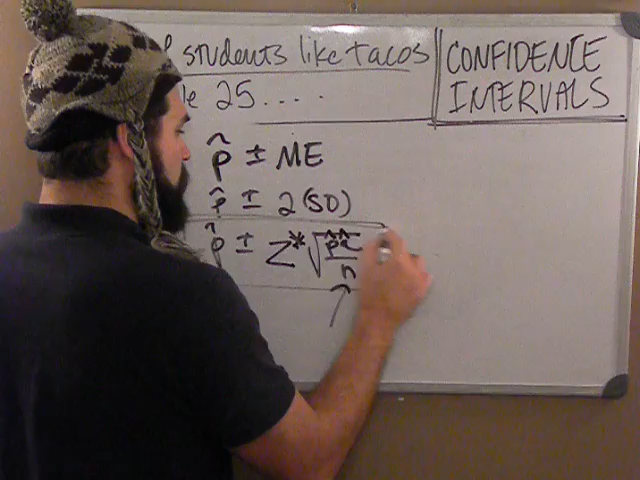 students like tacos
25....
CONFIDENCE
INTERVALS
p̂ ± ME
p̂ ± 2(SD)
p̂ ± Z* √(p̂q̂/n)